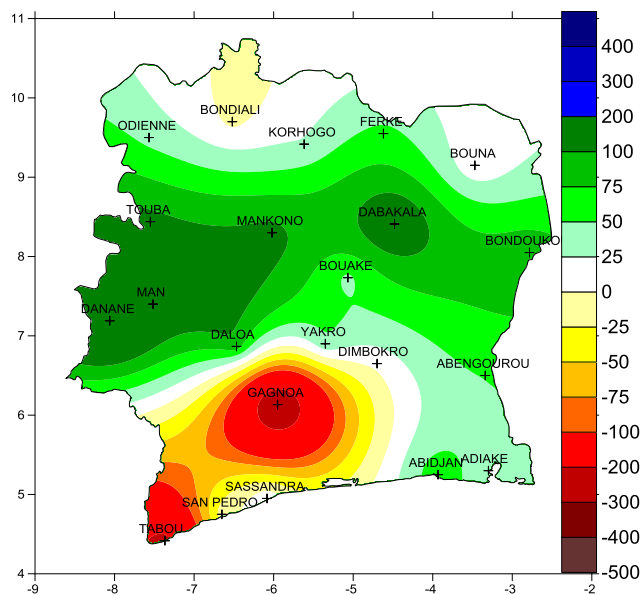 11
10
9
8
7
6
5
4
BONDIALI
ODIENNE
KORHOGO
FERKE
BOUNA
TOUBA
MANKONO
DABAKALA
BONDOUKO
BOUAKE
MAN
DANANE
DALOA
YAKRO
DIMBOKRO
ABENGOUROU
GAGNOA
ABIDJAN
ADIAKE
SASSANDRA
SAN PEDRO
TABOU
-9 -8 -7 -6 -5 -4 -3 -2
400
300
200
100
50
25
0
-25
-50
-75
-100
-200
-300
-400
-500